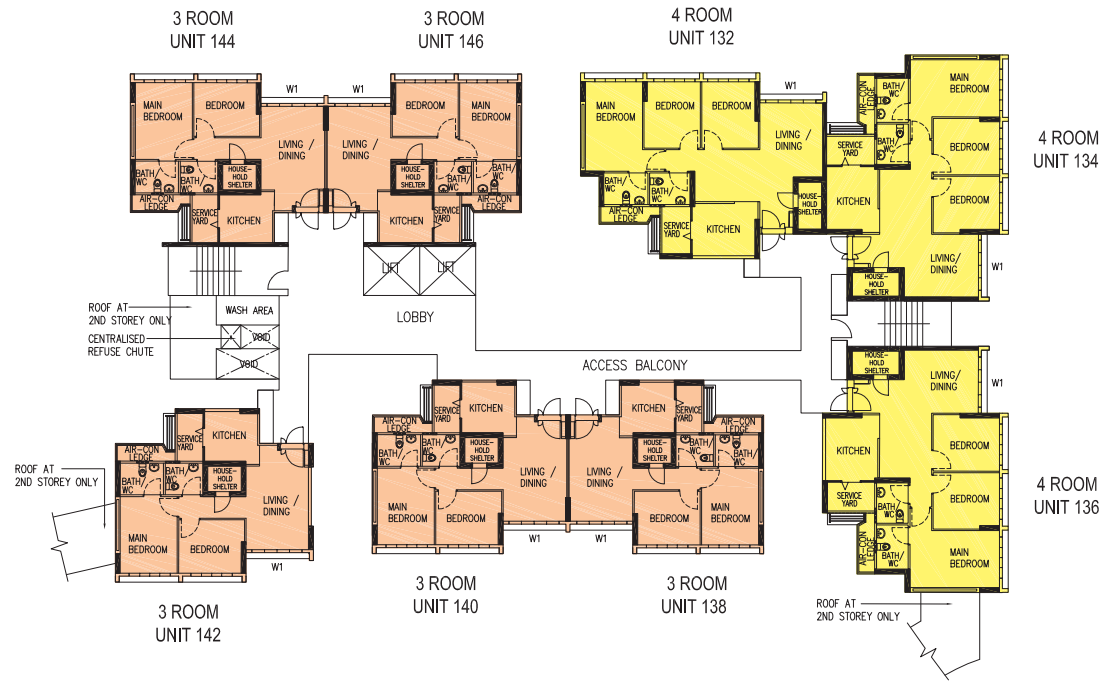 3 ROOM
UNIT 144
3 ROOM
UNIT 146
4 ROOM
UNIT 132
4 ROOM
UNIT 134
4 ROOM
UNIT 136
3 ROOM
UNIT 142
3 ROOM
UNIT 140
3 ROOM
UNIT 138
MAIN
BEDROOM
BEDROOM
W1
LIVING /
DINING
BATH/
WC
BATH/
WC
HOUSE-
HOLD
SHELTER
AIR-CON
LEDGE
SERVICE
YARD
KITCHEN
W1
LIVING /
DINING
BEDROOM
MAIN
BEDROOM
HOUSE-
HOLD
SHELTER
BATH/
WC
BATH/
WC
KITCHEN
SERVICE
YARD
AIR-CON
LEDGE
MAIN
BEDROOM
BEDROOM
BEDROOM
W1
LIVING /
DINING
BATH/
WC
BATH/
WC
AIR-CON
LEDGE
SERVICE
YARD
KITCHEN
HOUSE-
HOLD
SHELTER
AIR-CON
LEDGE
BATH/
WC
BATH/
WC
MAIN
BEDROOM
SERVICE
YARD
BEDROOM
KITCHEN
BEDROOM
LIVING/
DINING
W1
HOUSE-
HOLD
SHELTER
LIFT
LIFT
LOBBY
ROOF AT
2ND STOREY ONLY
CENTRALISED
REFUSE CHUTE
WASH AREA
VOID
VOID
ACCESS BALCONY
HOUSE-
HOLD
SHELTER
LIVING/
DINING
W1
KITCHEN
BEDROOM
SERVICE
YARD
BEDROOM
BATH/
WC
AIR-CON
LEDGE
BATH/
WC
MAIN
BEDROOM
ROOF AT
2ND STOREY ONLY
SERVICE
YARD
KITCHEN
AIR-CON
LEDGE
BATH/
WC
BATH/
WC
HOUSE-
HOLD
SHELTER
LIVING /
DINING
MAIN
BEDROOM
BEDROOM
W1
ROOF AT
2ND STOREY ONLY
SERVICE
YARD
KITCHEN
AIR-CON
LEDGE
BATH/
WC
BATH/
WC
HOUSE-
HOLD
SHELTER
LIVING /
DINING
MAIN
BEDROOM
BEDROOM
W1
KITCHEN
SERVICE
YARD
AIR-CON
LEDGE
HOUSE-
HOLD
SHELTER
BATH/
WC
BATH/
WC
LIVING /
DINING
BEDROOM
MAIN
BEDROOM
W1